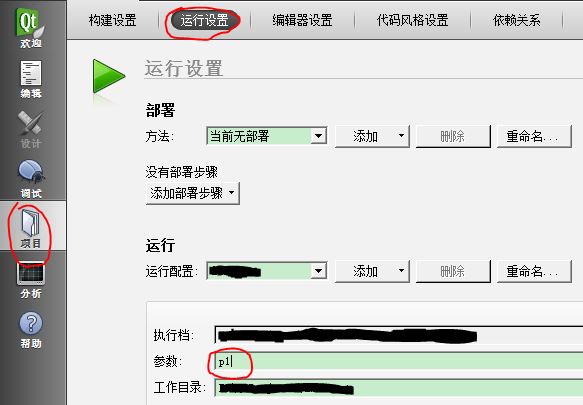 构建设置 运行设置 编辑器设置 代码风格设置 依赖关系
Qt
欢迎
编辑
设计
调试
项目
分析
帮助
运行设置
部署
方法: 当前无部署 添加 删除 重命名...
没有部署步骤
添加部署步骤
运行
运行配置: 添加 删除 重命名...
执行档:
参数: p1
工作目录:
?